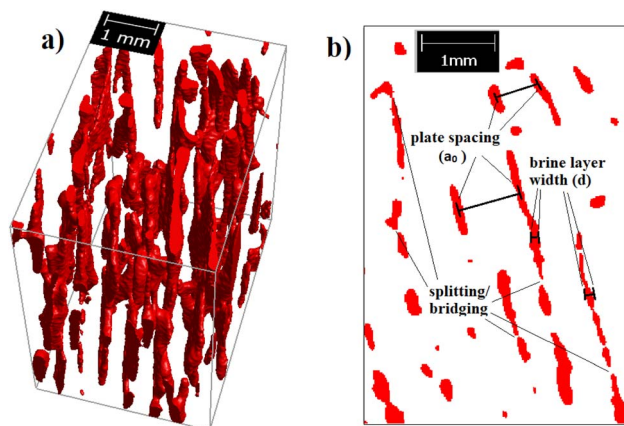 a)
1 mm
b)
1mm
plate spacing
(a₀ )
brine layer
width (d)
splitting/
bridging